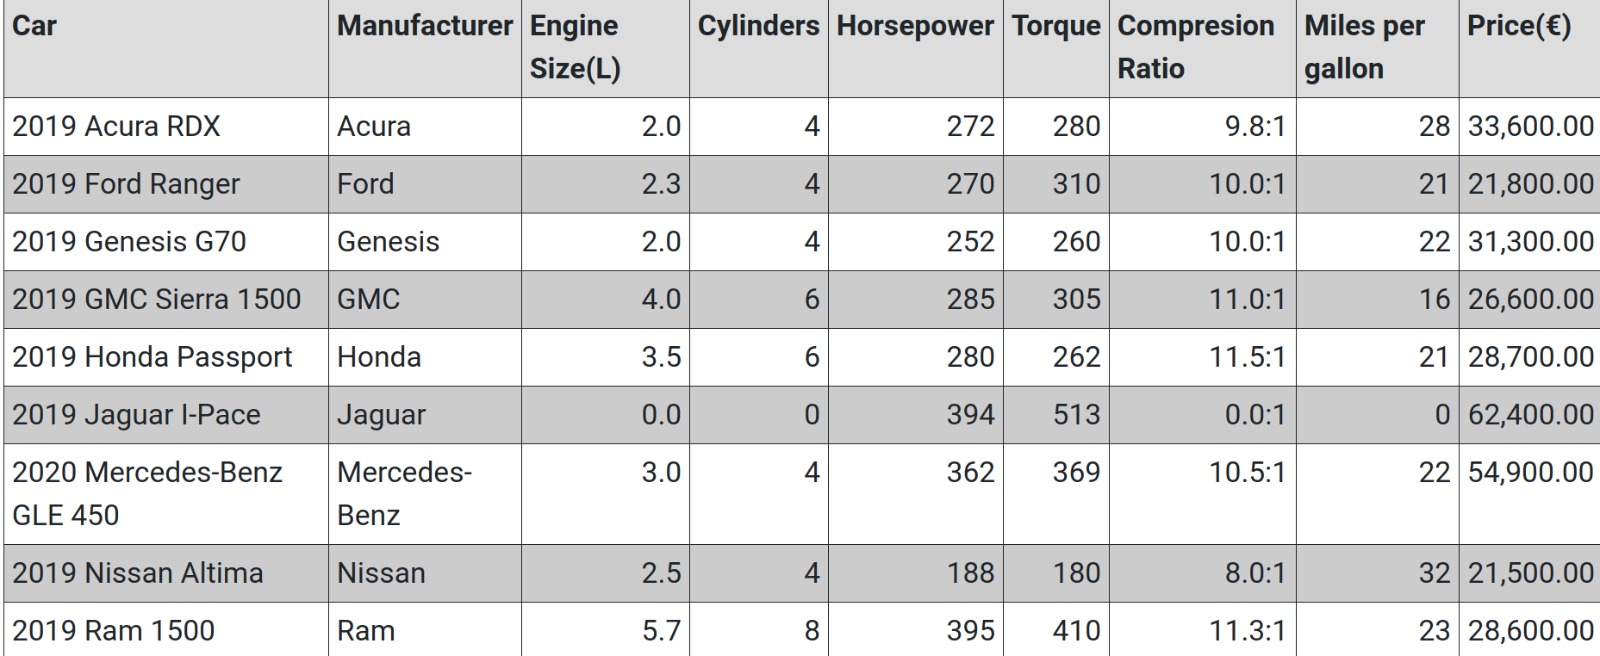 Car Manufacturer Engine Size(L) Cylinders Horsepower Torque Compresion Ratio Miles per gallon Price(€)
2019 Acura RDX Acura 2.0 4 272 280 9.8:1 28 33,600.00
2019 Ford Ranger Ford 2.3 4 270 310 10.0:1 21 21,800.00
2019 Genesis G70 Genesis 2.0 4 252 260 10.0:1 22 31,300.00
2019 GMC Sierra 1500 GMC 4.0 6 285 305 11.0:1 16 26,600.00
2019 Honda Passport Honda 3.5 6 280 262 11.5:1 21 28,700.00
2019 Jaguar I-Pace Jaguar 0.0 0 394 513 0.0:1 0 62,400.00
2020 Mercedes-Benz GLE 450 Mercedes-Benz 3.0 4 362 369 10.5:1 22 54,900.00
2019 Nissan Altima Nissan 2.5 4 188 180 8.0:1 32 21,500.00
2019 Ram 1500 Ram 5.7 8 395 410 11.3:1 23 28,600.00